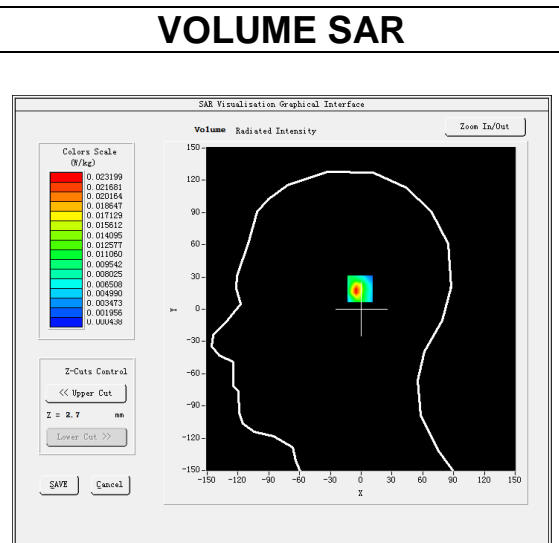 VOLUME SAR
SAR Visualisation Graphical Interface
Volume Radiated Intensity
Zoom In/Out
Colors Scale
(W/kg)
0.023199
0.021681
0.020164
0.018647
0.017129
0.015612
0.014095
0.012577
0.011060
0.009542
0.008025
0.006508
0.004990
0.003473
0.001956
0.000438
Z-Cuts Control
<< Upper Cut
Z = 2.7 mm
Lower Cut >>
SAVE Cancel
150
120
90
60
30
0
-30
-60
-90
-120
-150
Y
-150 -120 -90 -60 -30 0 30 60 90 120 150
X